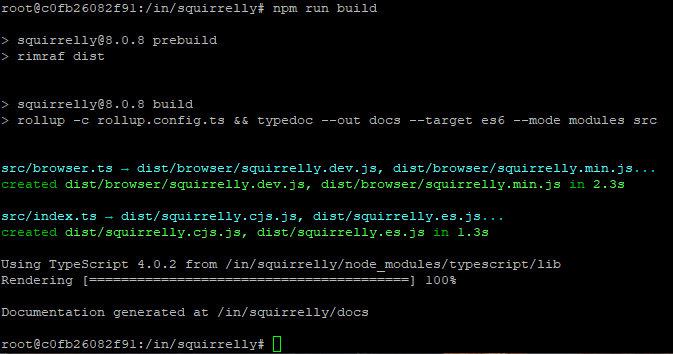 root@c0fb26082f91:/in/squirrelly# npm run build
> squirrelly@8.0.8 prebuild
> rimraf dist
> squirrelly@8.0.8 build
> rollup -c rollup.config.ts && typedoc --out docs --target es6 --mode modules src
src/browser.ts → dist/browser/squirrelly.dev.js, dist/browser/squirrelly.min.js...
created dist/browser/squirrelly.dev.js, dist/browser/squirrelly.min.js in 2.3s
src/index.ts → dist/squirrelly.cjs.js, dist/squirrelly.es.js...
created dist/squirrelly.cjs.js, dist/squirrelly.es.js in 1.3s
Using TypeScript 4.0.2 from /in/squirrelly/node_modules/typescript/lib
Rendering [========================================] 100%
Documentation generated at /in/squirrelly/docs
root@c0fb26082f91:/in/squirrelly#